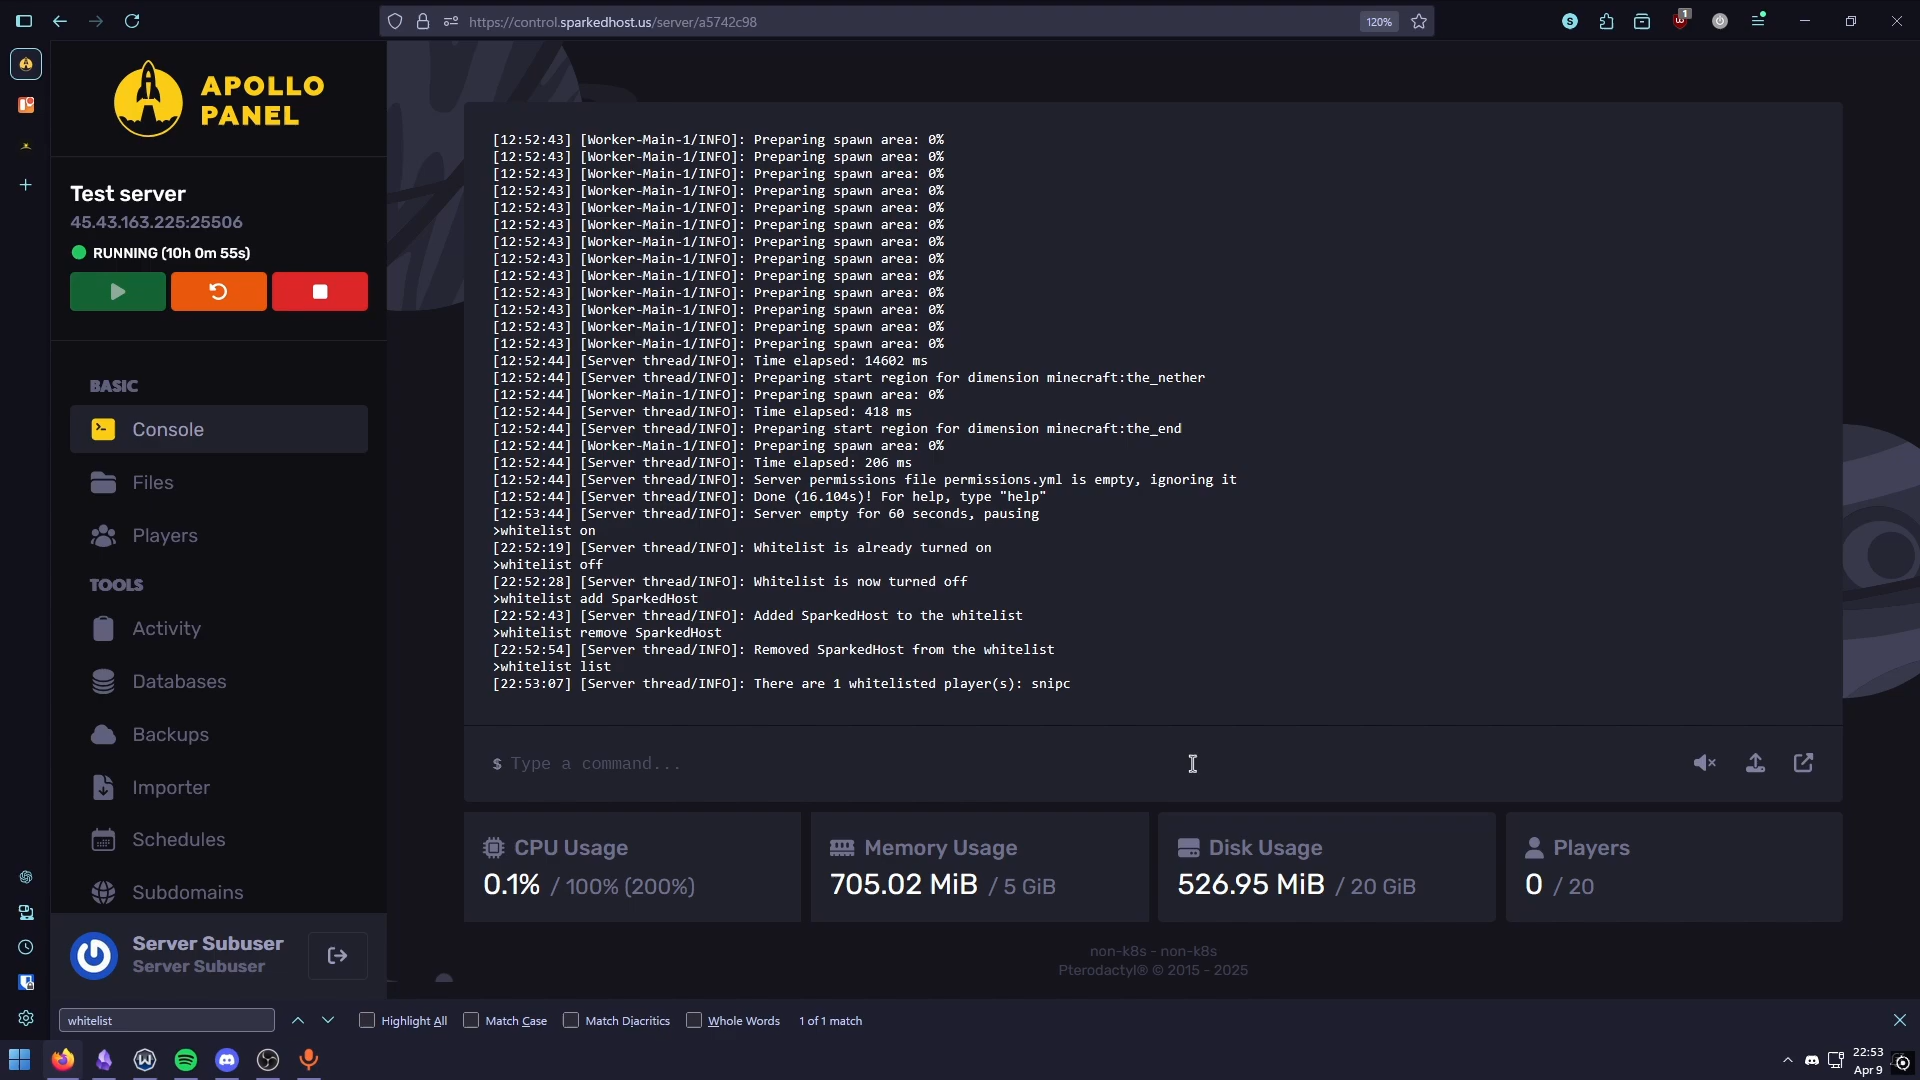 https://control.sparkedhost.us/server/a5742c98
120%
S
1
APOLLO
PANEL
Test server
45.43.163.225:25506
RUNNING (10h 0m 55s)
BASIC
Console
Files
Players
TOOLS
Activity
Databases
Backups
Importer
Schedules
Subdomains
Server Subuser
Server Subuser
[12:52:43] [Worker-Main-1/INFO]: Preparing spawn area: 0%
[12:52:43] [Worker-Main-1/INFO]: Preparing spawn area: 0%
[12:52:43] [Worker-Main-1/INFO]: Preparing spawn area: 0%
[12:52:43] [Worker-Main-1/INFO]: Preparing spawn area: 0%
[12:52:43] [Worker-Main-1/INFO]: Preparing spawn area: 0%
[12:52:43] [Worker-Main-1/INFO]: Preparing spawn area: 0%
[12:52:43] [Worker-Main-1/INFO]: Preparing spawn area: 0%
[12:52:43] [Worker-Main-1/INFO]: Preparing spawn area: 0%
[12:52:43] [Worker-Main-1/INFO]: Preparing spawn area: 0%
[12:52:43] [Worker-Main-1/INFO]: Preparing spawn area: 0%
[12:52:43] [Worker-Main-1/INFO]: Preparing spawn area: 0%
[12:52:43] [Worker-Main-1/INFO]: Preparing spawn area: 0%
[12:52:43] [Worker-Main-1/INFO]: Preparing spawn area: 0%
[12:52:44] [Server thread/INFO]: Time elapsed: 14602 ms
[12:52:44] [Server thread/INFO]: Preparing start region for dimension minecraft:the_nether
[12:52:44] [Worker-Main-1/INFO]: Preparing spawn area: 0%
[12:52:44] [Server thread/INFO]: Time elapsed: 418 ms
[12:52:44] [Server thread/INFO]: Preparing start region for dimension minecraft:the_end
[12:52:44] [Worker-Main-1/INFO]: Preparing spawn area: 0%
[12:52:44] [Server thread/INFO]: Time elapsed: 206 ms
[12:52:44] [Server thread/INFO]: Server permissions file permissions.yml is empty, ignoring it
[12:52:44] [Server thread/INFO]: Done (16.104s)! For help, type "help"
[12:53:44] [Server thread/INFO]: Server empty for 60 seconds, pausing
>whitelist on
[22:52:19] [Server thread/INFO]: Whitelist is already turned on
>whitelist off
[22:52:28] [Server thread/INFO]: Whitelist is now turned off
>whitelist add SparkedHost
[22:52:43] [Server thread/INFO]: Added SparkedHost to the whitelist
>whitelist remove SparkedHost
[22:52:54] [Server thread/INFO]: Removed SparkedHost from the whitelist
>whitelist list
[22:53:07] [Server thread/INFO]: There are 1 whitelisted player(s): snipc
$ Type a command...
CPU Usage
0.1% / 100% (200%)
Memory Usage
705.02 MiB / 5 GiB
Disk Usage
526.95 MiB / 20 GiB
Players
0 / 20
non-k8s - non-k8s
Pterodactyl® © 2015 - 2025
whitelist
Highlight All
Match Case
Match Diacritics
Whole Words
1 of 1 match
22:53
Apr 9